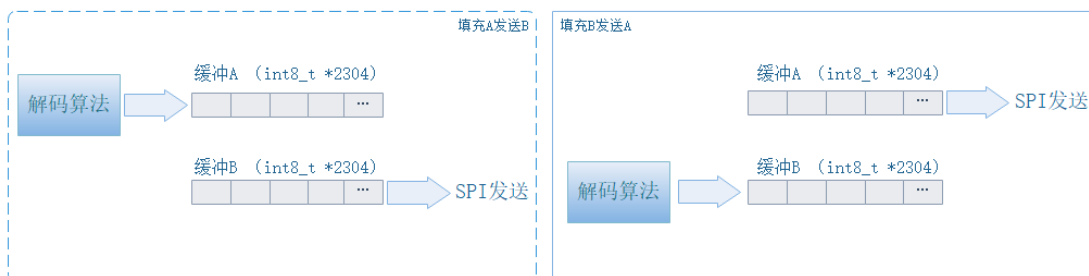 填充A发送B
解码算法
缓冲A （int8_t *2304）
...
缓冲B （int8_t *2304）
...
SPI发送
填充B发送A
缓冲A （int8_t *2304）
...
SPI发送
解码算法
缓冲B （int8_t *2304）
...